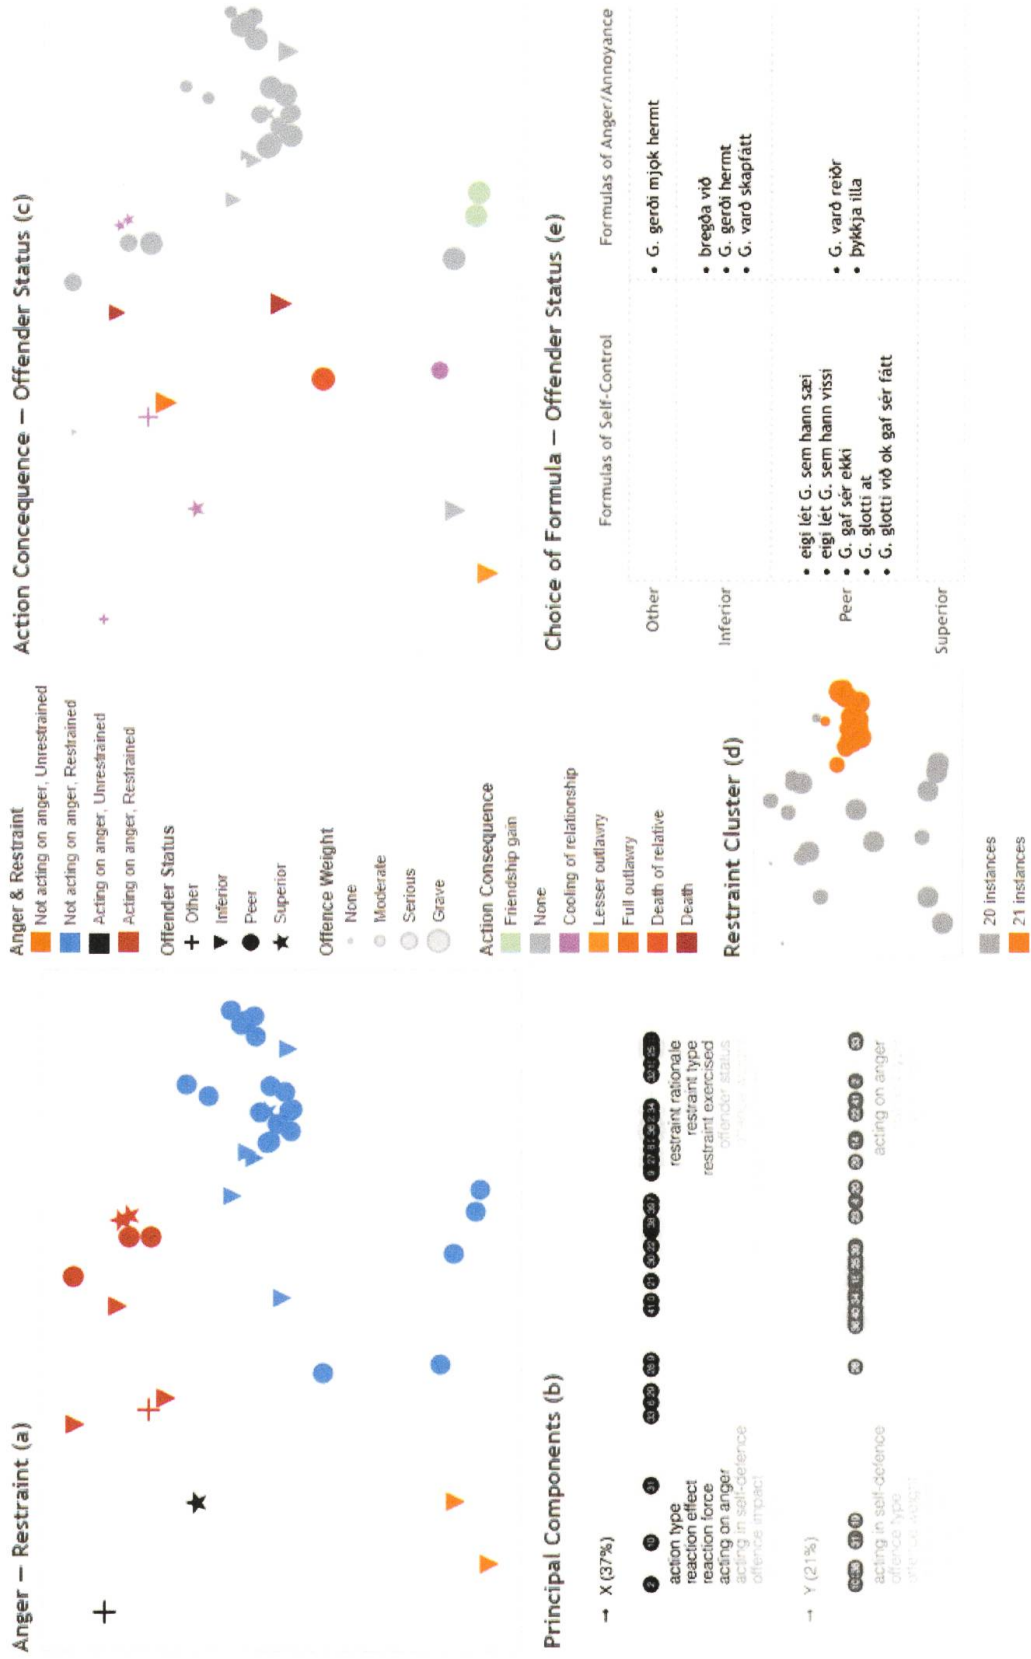 Anger – Restraint (a)
Anger & Restraint
Not acting on anger, Unrestrained
Not acting on anger, Restrained
Acting on anger, Unrestrained
Acting on anger, Restrained
Offender Status
Other
Inferior
Peer
Superior
Offence Weight
None
Moderate
Serious
Grave
Action Consequence
Friendship gain
None
Cooling of relationship
Lesser outlawry
Full outlawry
Death of relative
Death
Action Concequence – Offender Status (c)
Principal Components (b)
→ X (37%)
2 10 31
action type
reaction effect
reaction force
acting on anger
acting in self-defence
offence impact
restraint rationale
restraint type
restraint exercised
offender status
→ Y (21%)
acting in self-defence
offence type
acting on anger
Restraint Cluster (d)
20 instances
21 instances
Choice of Formula – Offender Status (e)
Formulas of Self-Control
Formulas of Anger/Annoyance
Other
• G. gerði mjǫk hermt
Inferior
• bregða við
• G. gerði hermt
• G. varð skapfátt
Peer
• eigi lét G. sem hann sæi
• eigi lét G. sem hann vissi
• G. gaf sér ekki
• G. glotti at
• G. glotti við ok gaf sér fátt
• G. varð reiðr
• þykkja illa
Superior